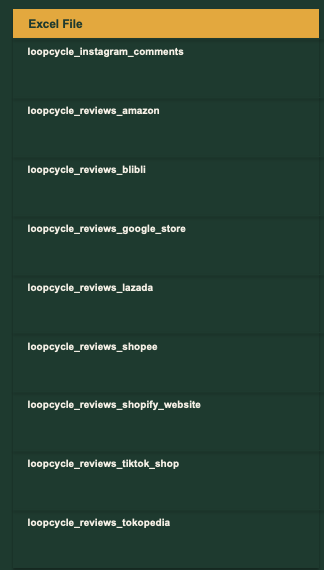 Excel File
loopcycle_instagram_comments
loopcycle_reviews_amazon
loopcycle_reviews_blibli
loopcycle_reviews_google_store
loopcycle_reviews_lazada
loopcycle_reviews_shopee
loopcycle_reviews_shopify_website
loopcycle_reviews_tiktok_shop
loopcycle_reviews_tokopedia